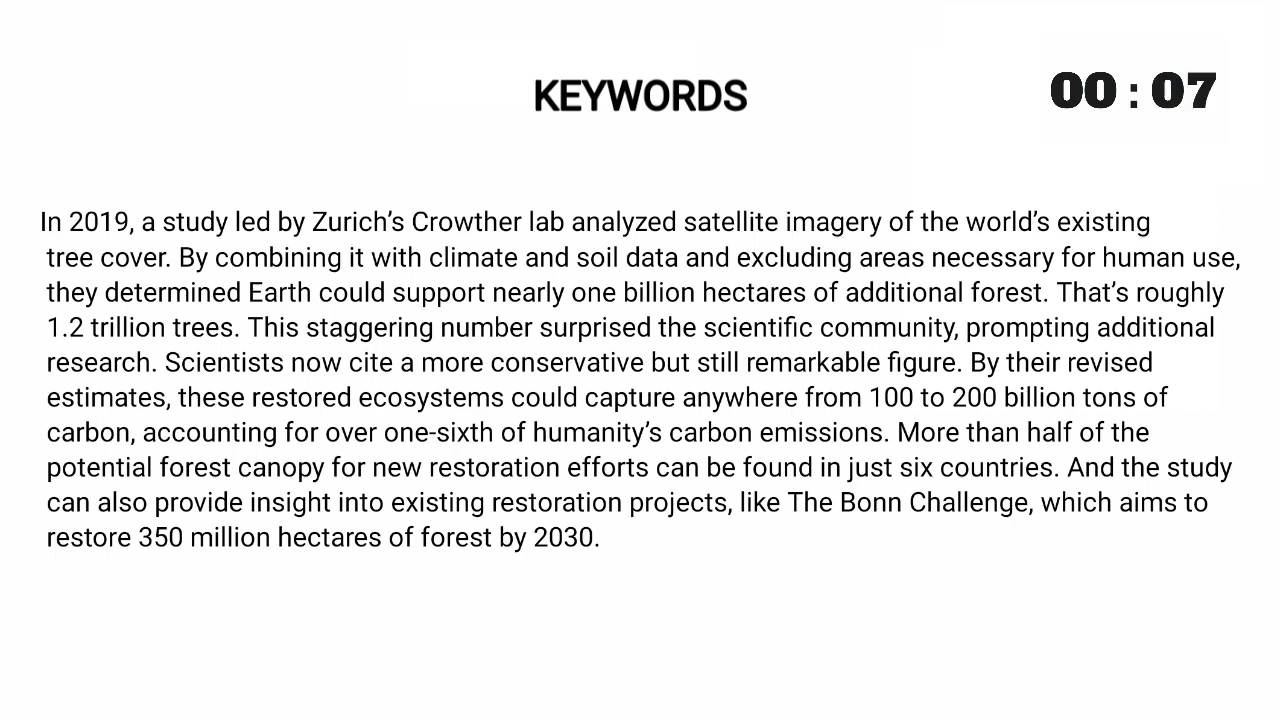 KEYWORDS
00 : 07
In 2019, a study led by Zurich’s Crowther lab analyzed satellite imagery of the world’s existing
tree cover. By combining it with climate and soil data and excluding areas necessary for human use,
they determined Earth could support nearly one billion hectares of additional forest. That’s roughly
1.2 trillion trees. This staggering number surprised the scientific community, prompting additional
research. Scientists now cite a more conservative but still remarkable figure. By their revised
estimates, these restored ecosystems could capture anywhere from 100 to 200 billion tons of
carbon, accounting for over one-sixth of humanity’s carbon emissions. More than half of the
potential forest canopy for new restoration efforts can be found in just six countries. And the study
can also provide insight into existing restoration projects, like The Bonn Challenge, which aims to
restore 350 million hectares of forest by 2030.